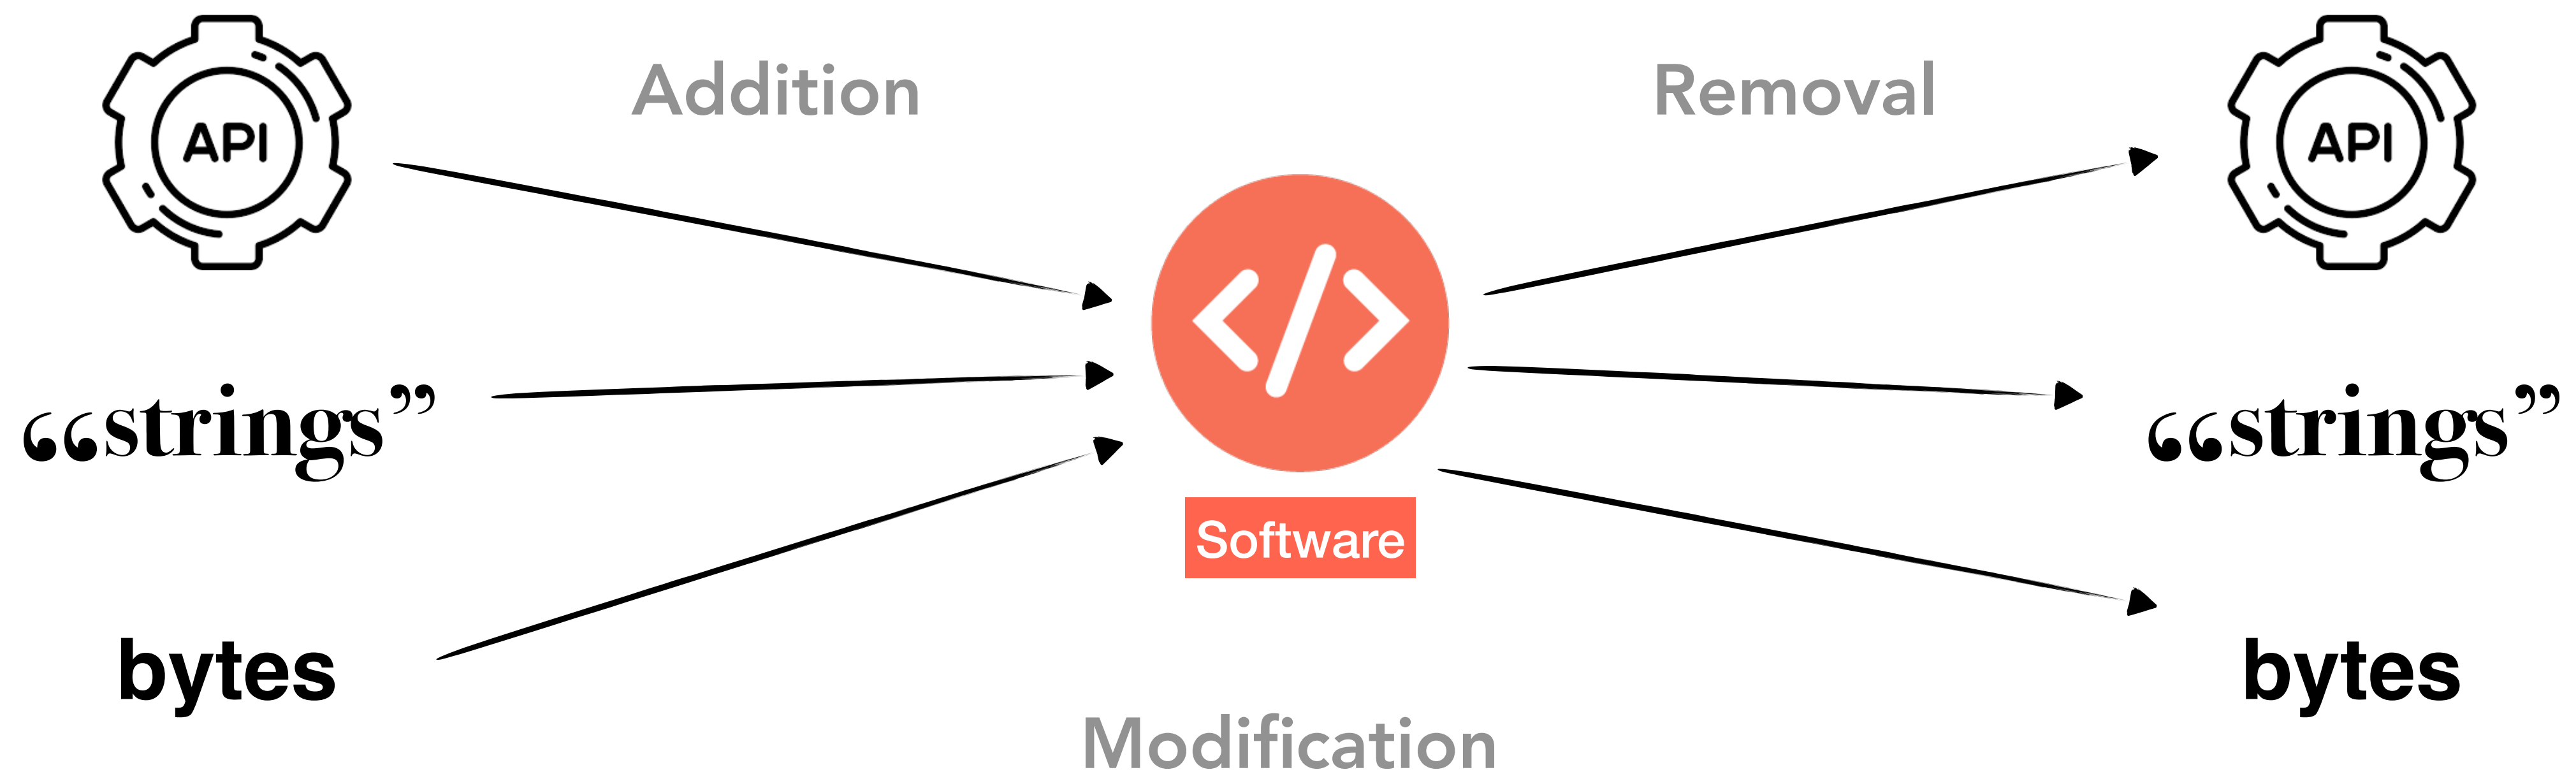 API
Addition
Removal
API
“strings”
</>
“strings”
Software
bytes
bytes
Modification